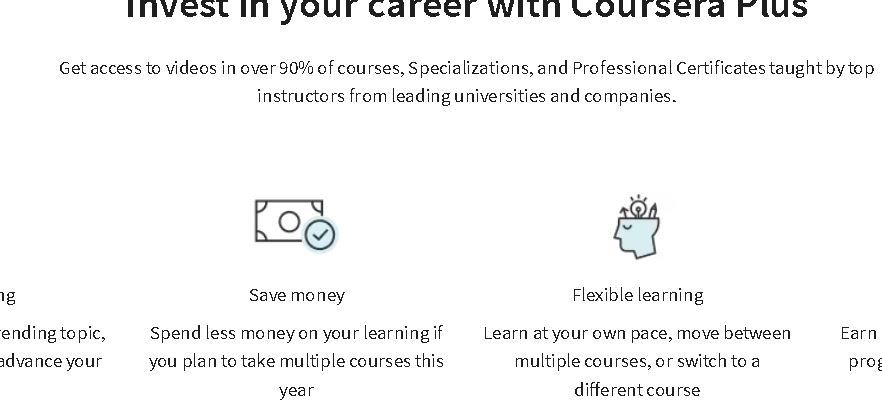 Invest in your career with Coursera Plus
Get access to videos in over 90% of courses, Specializations, and Professional Certificates taught by top
instructors from leading universities and companies.
ng
Save money
Flexible learning
rending topic,
advance your
Spend less money on your learning if
you plan to take multiple courses this
year
Learn at your own pace, move between
multiple courses, or switch to a
different course
Earn
prog